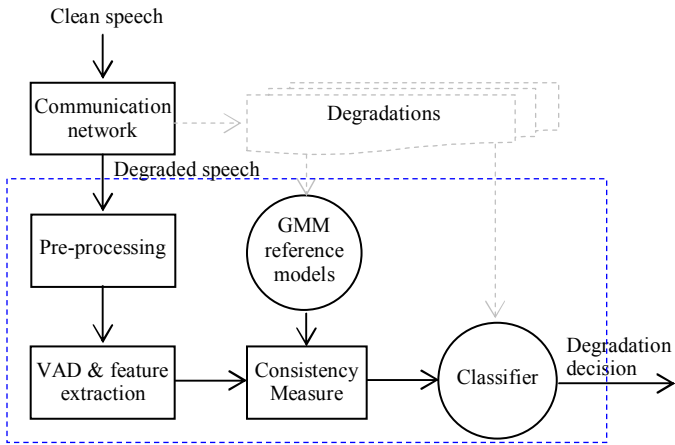 Clean speech
Communication
network
Degradations
Degraded speech
Pre-processing
GMM
reference
models
VAD & feature
extraction
Consistency
Measure
Classifier
Degradation
decision